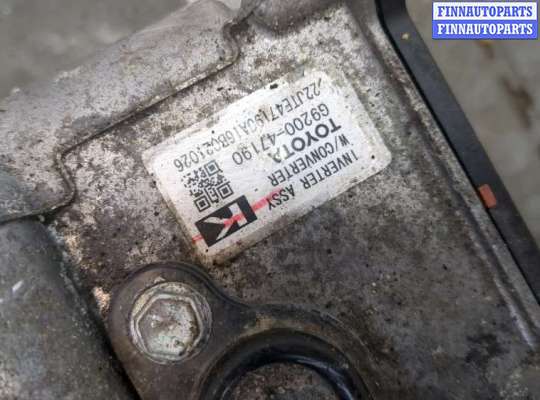 FINNAUTOPARTS
FINNAUTOPARTS
INVERTER ASSY
W/CONVERTER
TOYOTA
G9200-47190
K